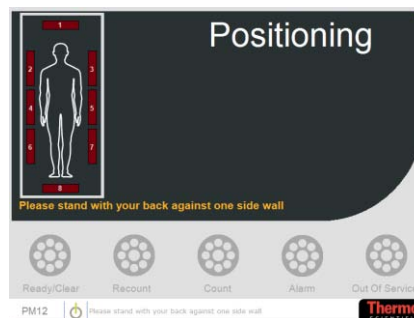 Positioning
1
2
3
4
5
6
7
8
Please stand with your back against one side wall
Ready/Clear
Recount
Count
Alarm
Out Of Service
PM12
Please stand with your back against one side wall
Thermo
SCIENTIFIC